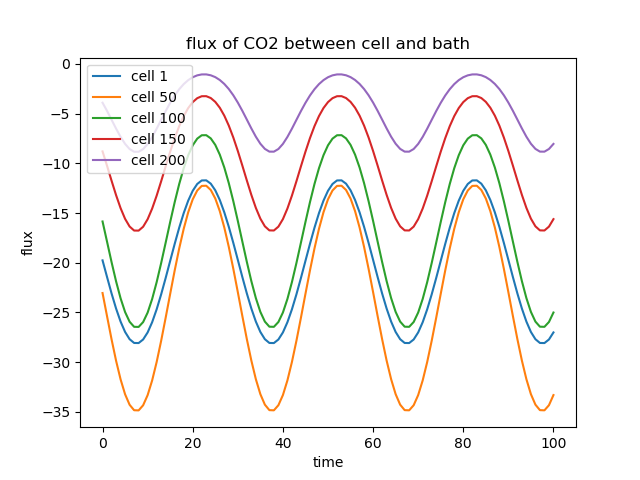 flux of CO2 between cell and bath
cell 1
cell 50
cell 100
cell 150
cell 200
0
−5
−10
−15
−20
−25
−30
−35
flux
0 20 40 60 80 100
time